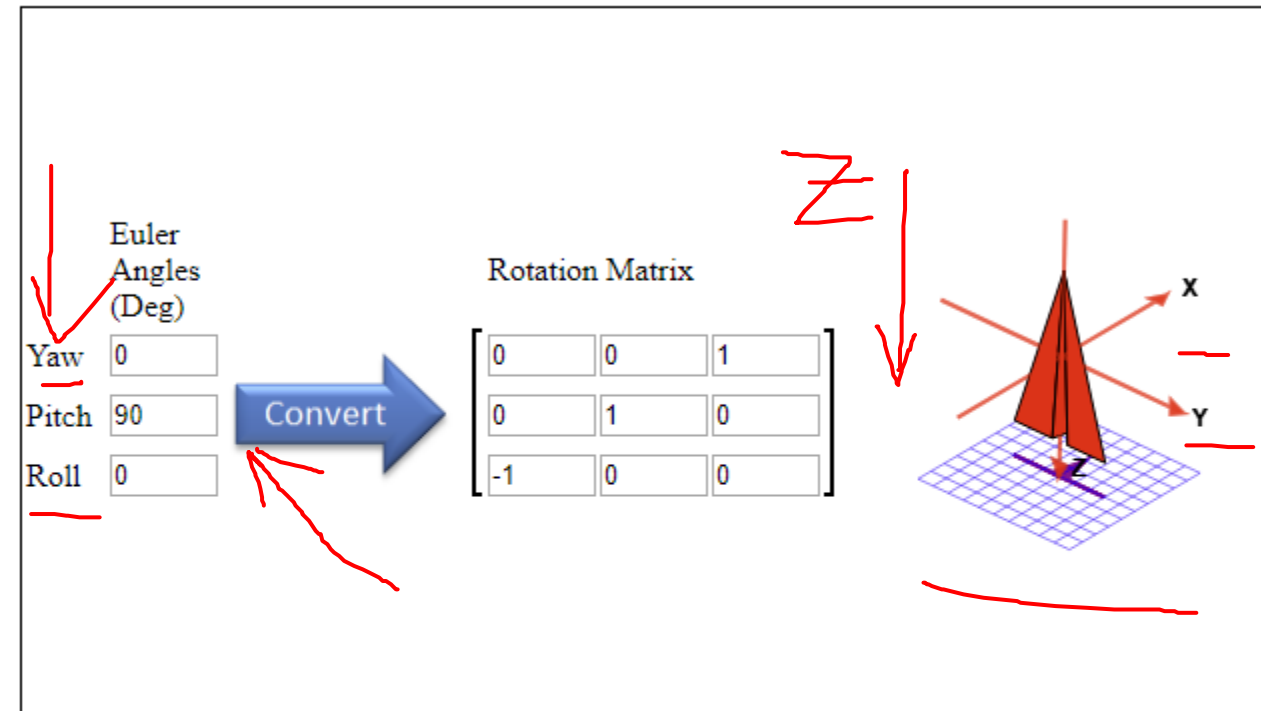 Z
Euler
Angles
(Deg)
Rotation Matrix
Yaw 0
Pitch 90
Roll 0
Convert
0 0 1
0 1 0
-1 0 0
X
Y
Z